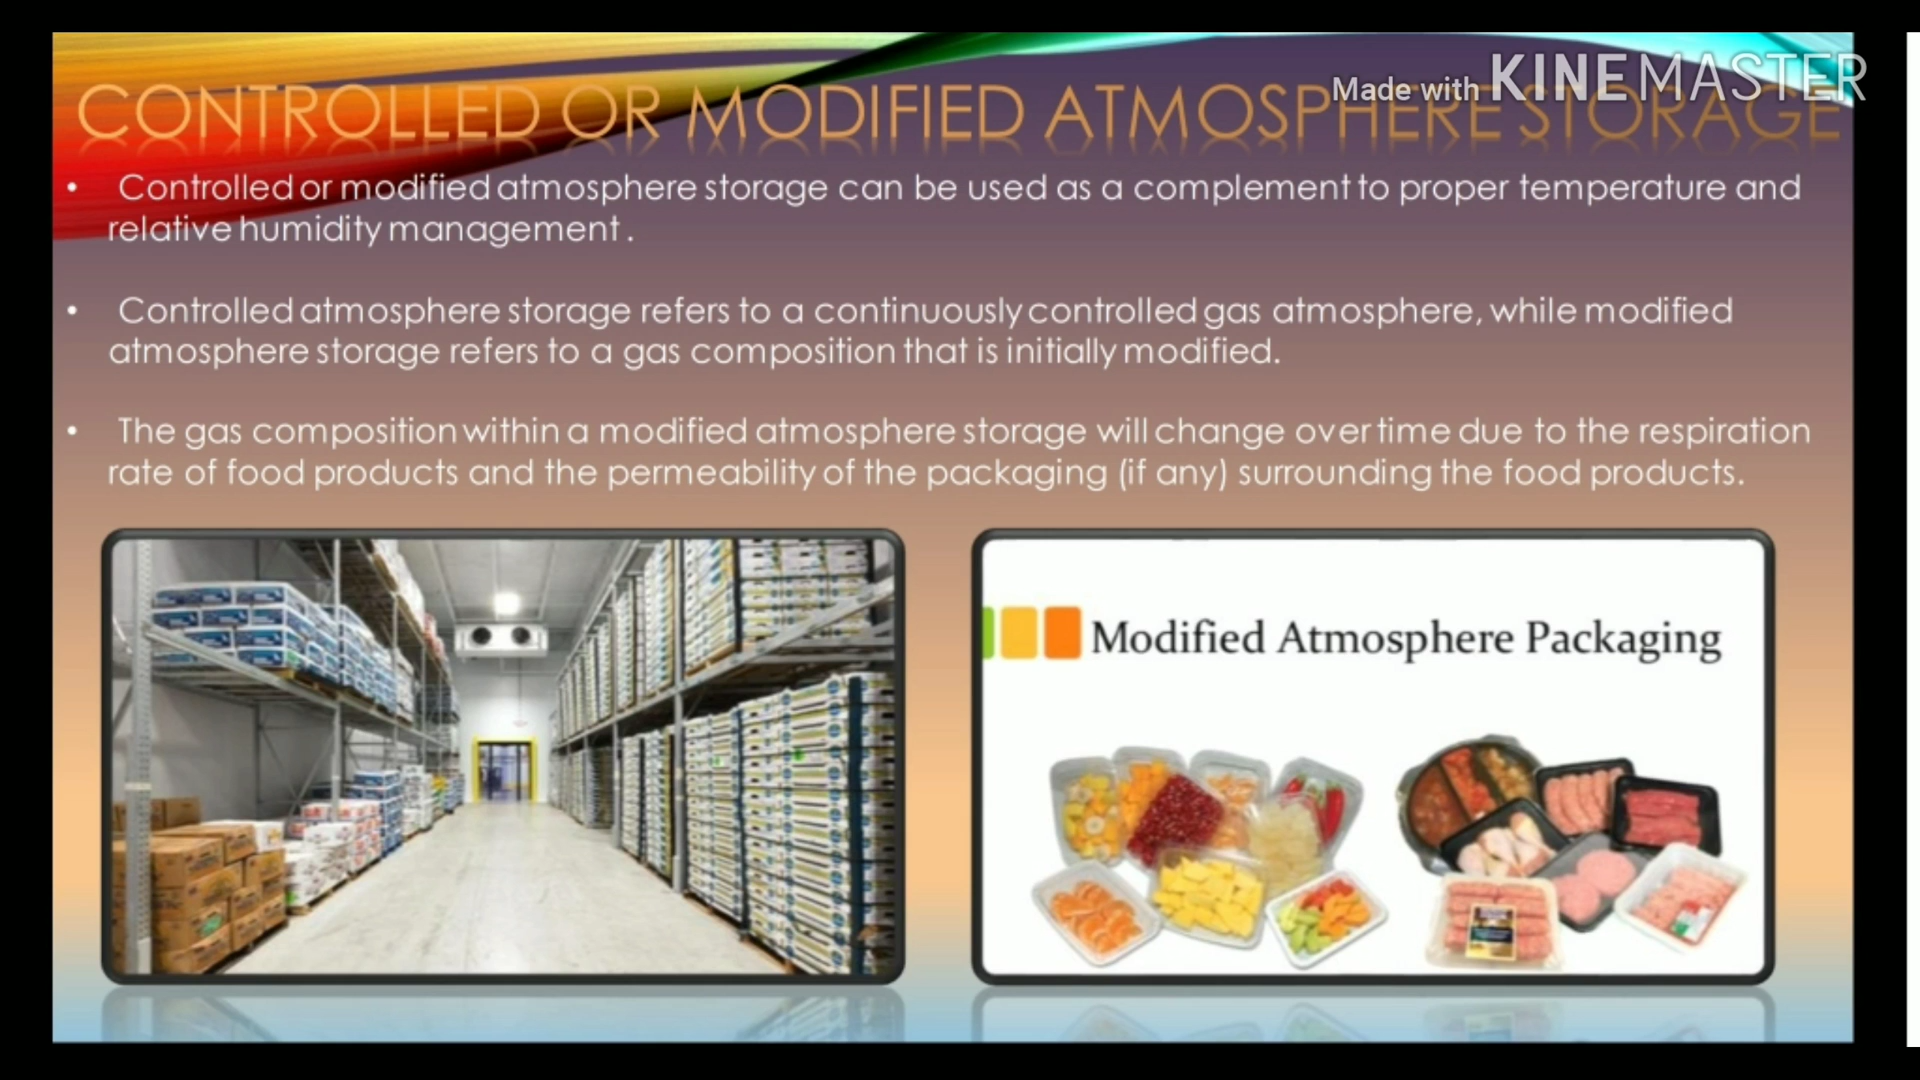 Made with KINEMASTER
CONTROLLED OR MODIFIED ATMOSPHERE STORAGE
• Controlled or modified atmosphere storage can be used as a complement to proper temperature and
relative humidity management .
• Controlled atmosphere storage refers to a continuously controlled gas atmosphere, while modified
atmosphere storage refers to a gas composition that is initially modified.
• The gas composition within a modified atmosphere storage will change over time due to the respiration
rate of food products and the permeability of the packaging (if any) surrounding the food products.
Modified Atmosphere Packaging